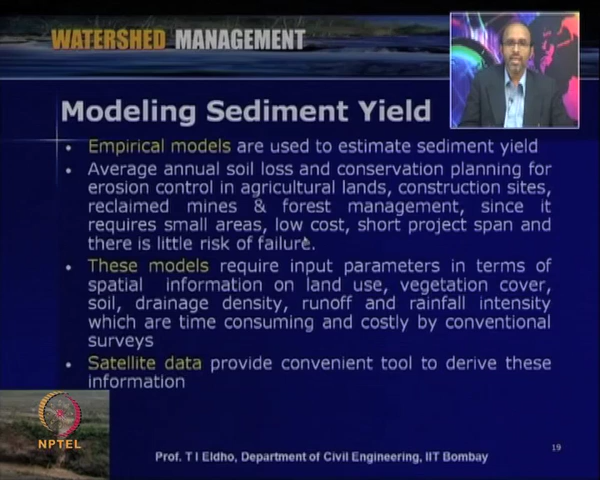 WATERSHED MANAGEMENT
Modeling Sediment Yield
• Empirical models are used to estimate sediment yield
• Average annual soil loss and conservation planning for
erosion control in agricultural lands, construction sites,
reclaimed mines & forest management, since it
requires small areas, low cost, short project span and
there is little risk of failure.
• These models require input parameters in terms of
spatial information on land use, vegetation cover,
soil, drainage density, runoff and rainfall intensity
which are time consuming and costly by conventional
surveys
• Satellite data provide convenient tool to derive these
information
NPTEL
Prof. T I Eldho, Department of Civil Engineering, IIT Bombay
19